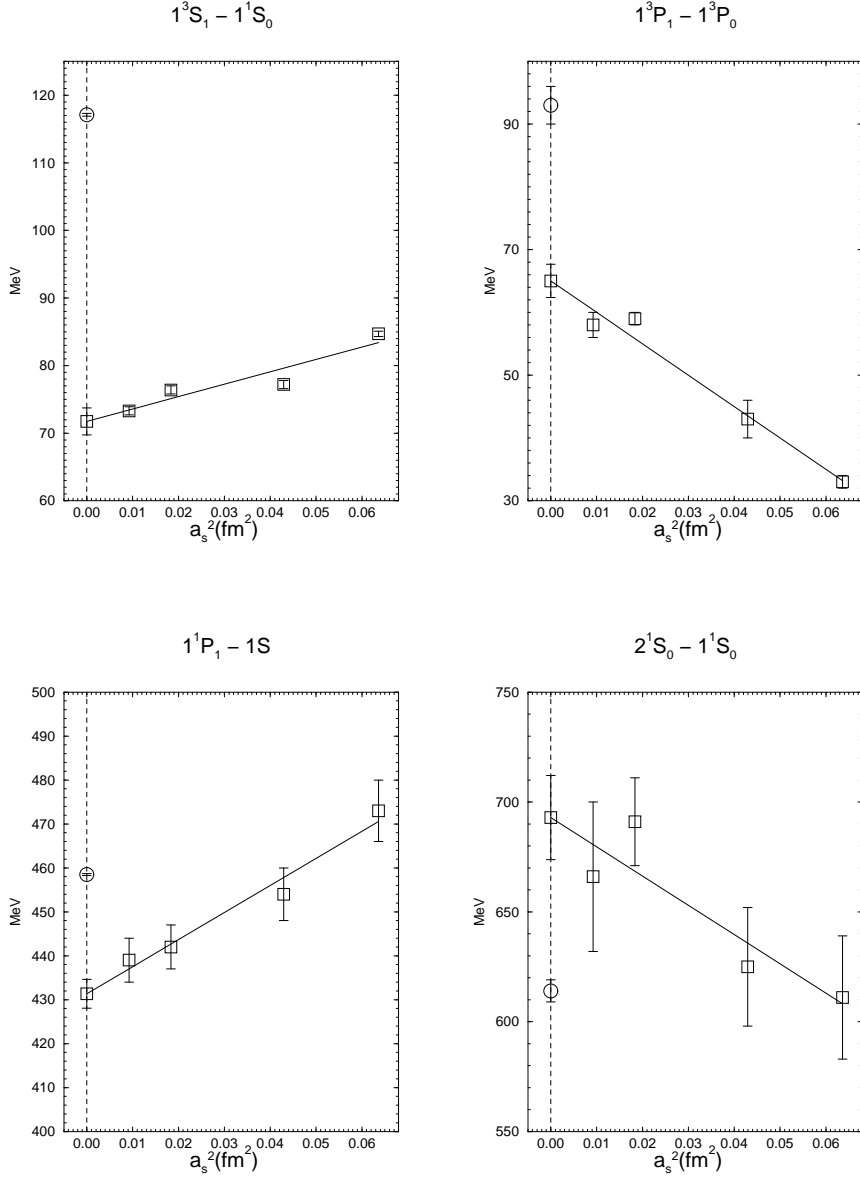 1³S₁ – 1¹S₀
120
110
100
90
80
70
60
MeV
0.00 0.01 0.02 0.03 0.04 0.05 0.06
aₛ²(fm²)
1³P₁ – 1³P₀
90
70
50
30
MeV
0.00 0.01 0.02 0.03 0.04 0.05 0.06
aₛ²(fm²)
1¹P₁ – 1S
500
490
480
470
460
450
440
430
420
410
400
MeV
0.00 0.01 0.02 0.03 0.04 0.05 0.06
aₛ²(fm²)
2¹S₀ – 1¹S₀
750
700
650
600
550
MeV
0.00 0.01 0.02 0.03 0.04 0.05 0.06
aₛ²(fm²)